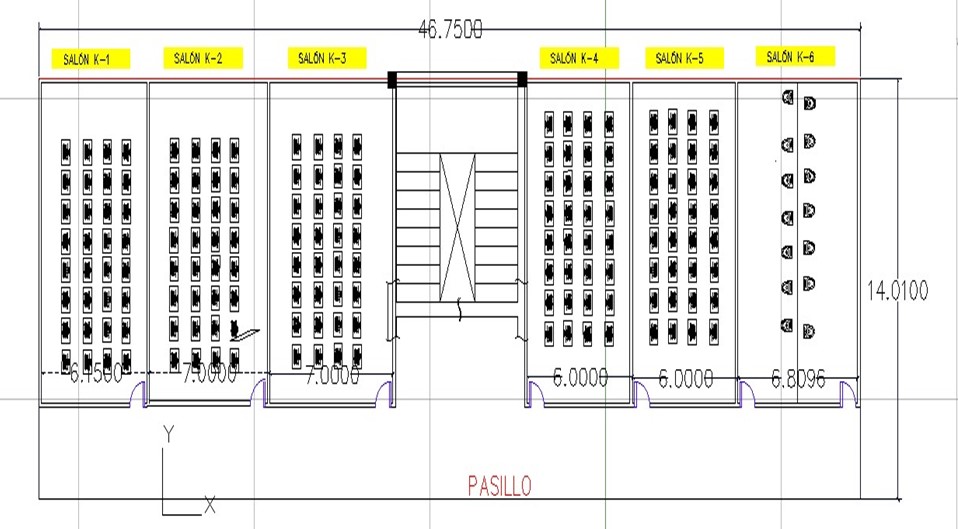 46.7500
SALÓN K-1
SALÓN K-2
SALÓN K-3
SALÓN K-4
SALÓN K-5
SALÓN K-6
14.0100
6.1500
7.0000
7.0000
6.0000
6.0000
6.8096
Y
X
PASILLO